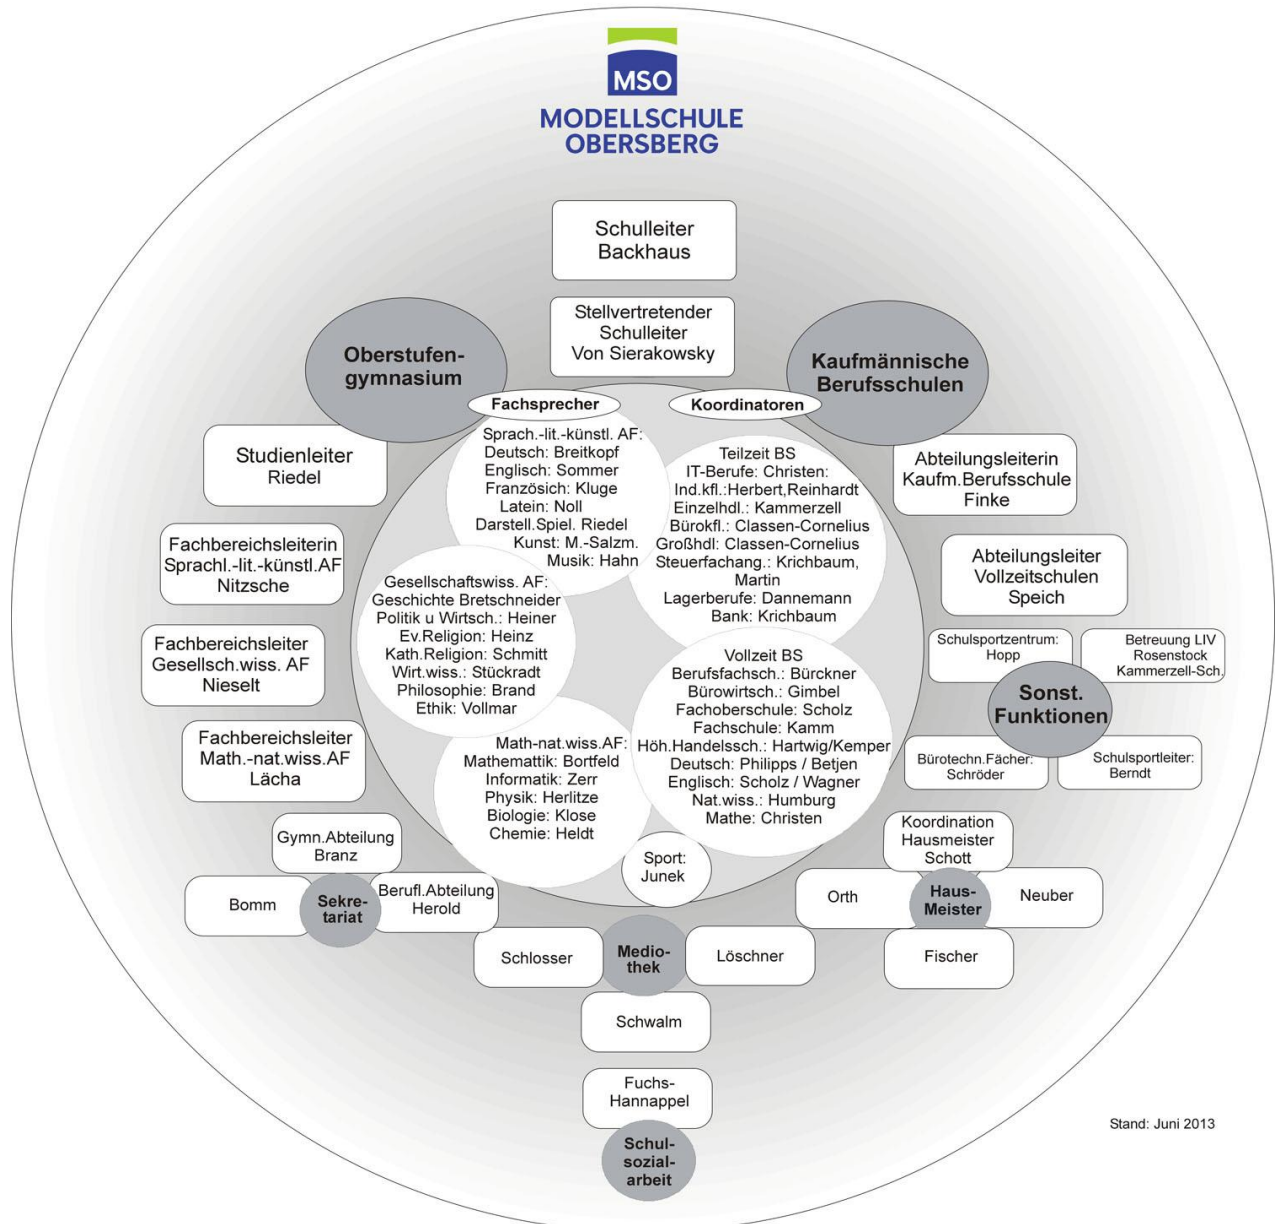 MSO
MODELLSCHULE
OBERSBERG
Schulleiter
Backhaus
Stellvertretender
Schulleiter
Von Sierakowsky
Oberstufen-
gymnasium
Kaufmännische
Berufsschulen
Fachsprecher
Koordinatoren
Studienleiter
Riedel
Fachbereichsleiterin
Sprachl.-lit.-künstl.AF
Nitzsche
Fachbereichsleiter
Gesellsch.wiss. AF
Nieselt
Fachbereichsleiter
Math.-nat.wiss.AF
Lächa
Sprach.-lit.-künstl. AF:
Deutsch: Breitkopf
Englisch: Sommer
Französich: Kluge
Latein: Noll
Darstell.Spiel. Riedel
Kunst: M.-Salzm.
Musik: Hahn
Gesellschaftswiss. AF:
Geschichte Bretschneider
Politik u Wirtsch.: Heiner
Ev.Religion: Heinz
Kath.Religion: Schmitt
Wirt.wiss.: Stückradt
Philosophie: Brand
Ethik: Vollmar
Math-nat.wiss.AF:
Mathemattik: Bortfeld
Informatik: Zerr
Physik: Herlitze
Biologie: Klose
Chemie: Heldt
Teilzeit BS
IT-Berufe: Christen:
Ind.kfl.:Herbert,Reinhardt
Einzelhdl.: Kammerzell
Bürokfl.: Classen-Cornelius
Großhdl: Classen-Cornelius
Steuerfachang.: Krichbaum,
Martin
Lagerberufe: Dannemann
Bank: Krichbaum
Vollzeit BS
Berufsfachsch.: Bürckner
Bürowirtsch.: Gimbel
Fachoberschule: Scholz
Fachschule: Kamm
Höh.Handelssch.: Hartwig/Kemper
Deutsch: Philipps / Betjen
Englisch: Scholz / Wagner
Nat.wiss.: Humburg
Mathe: Christen
Sport:
Junek
Abteilungsleiterin
Kaufm.Berufsschule
Finke
Abteilungsleiter
Vollzeitschulen
Speich
Schulsportzentrum:
Hopp
Betreuung LIV
Rosenstock
Kammerzell-Sch.
Sonst.
Funktionen
Bürotechn.Fächer:
Schröder
Schulsportleiter:
Berndt
Gymn.Abteilung
Branz
Bomm
Sekre-
tariat
Berufl.Abteilung
Herold
Koordination
Hausmeister
Schott
Orth
Haus-
Meister
Neuber
Fischer
Schlosser
Medio-
thek
Löschner
Schwalm
Fuchs-
Hannappel
Schul-
sozial-
arbeit
Stand: Juni 2013